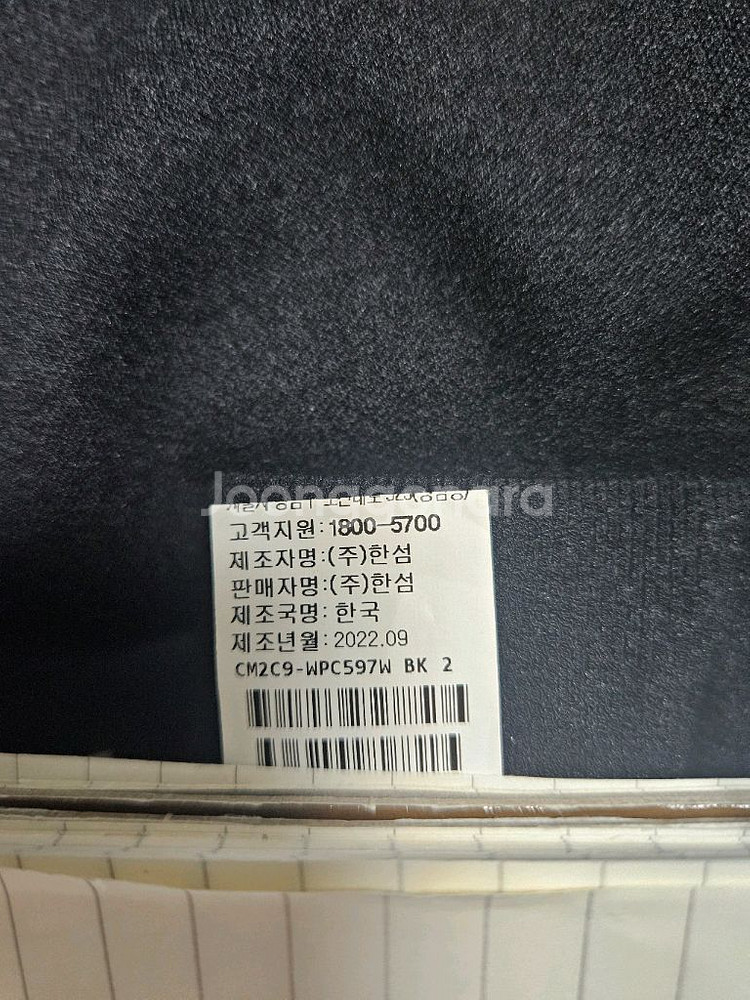 Joonggonara
고객지원:1800-5700
제조자명:(주)한섬
판매자명:(주)한섬
제조국명: 한국
제조년월: 2022.09
CM2C9-WPC597W BK 2